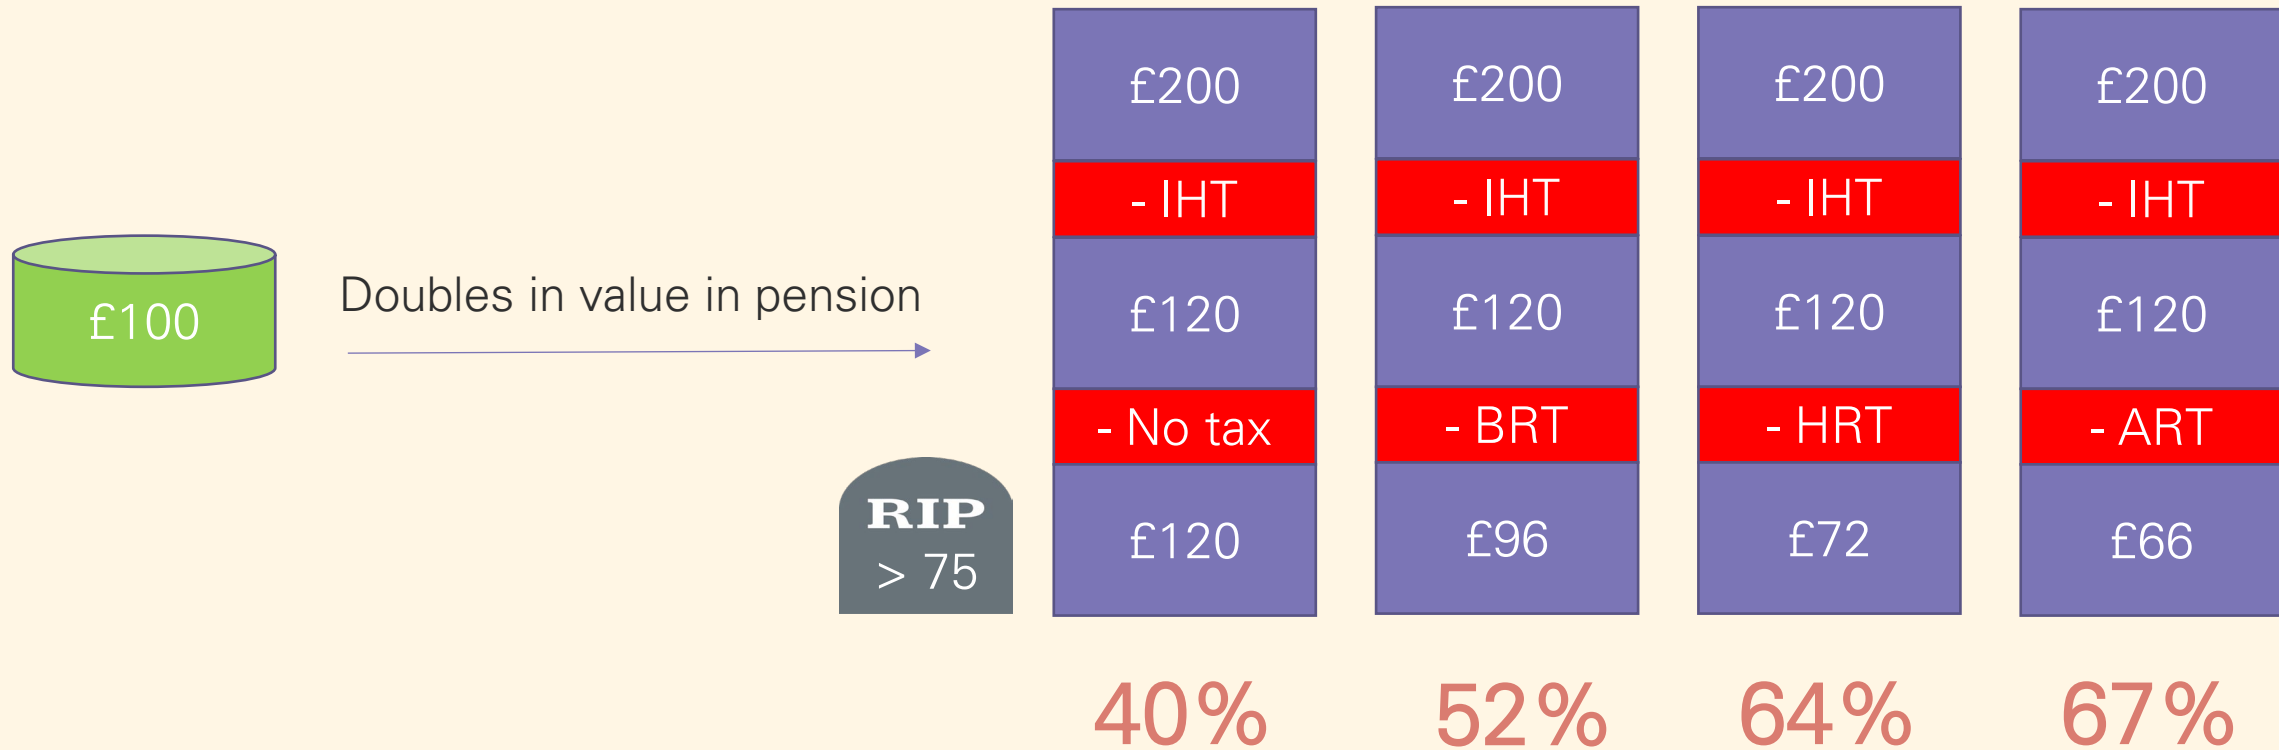 £200 £200 £200 £200
- IHT - IHT - IHT - IHT
Doubles in value in pension
£100
£120 £120 £120 £120
- No tax - BRT - HRT - ART
RIP
> 75
£120 £96 £72 £66
40% 52% 64% 67%